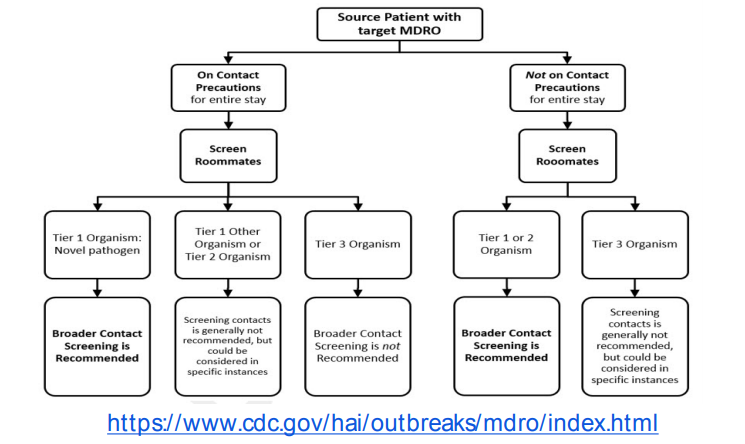 Source Patient with
target MDRO
On Contact
Precautions
for entire stay
Not on Contact
Precautions
for entire stay
Screen
Roommates
Screen
Rooomates
Tier 1 Organism:
Novel pathogen
Tier 1 Other
Organism or
Tier 2 Organism
Tier 3 Organism
Tier 1 or 2
Organism
Tier 3 Organism
Broader Contact
Screening is
Recommended
Screening contacts
is generally not
recommended, but
could be
considered in
specific instances
Broader Contact
Screening is not
Recommended
Broader Contact
Screening is
Recommended
Screening
contacts is
generally not
recommended,
but could be
considered in
specific instances
https://www.cdc.gov/hai/outbreaks/mdro/index.html